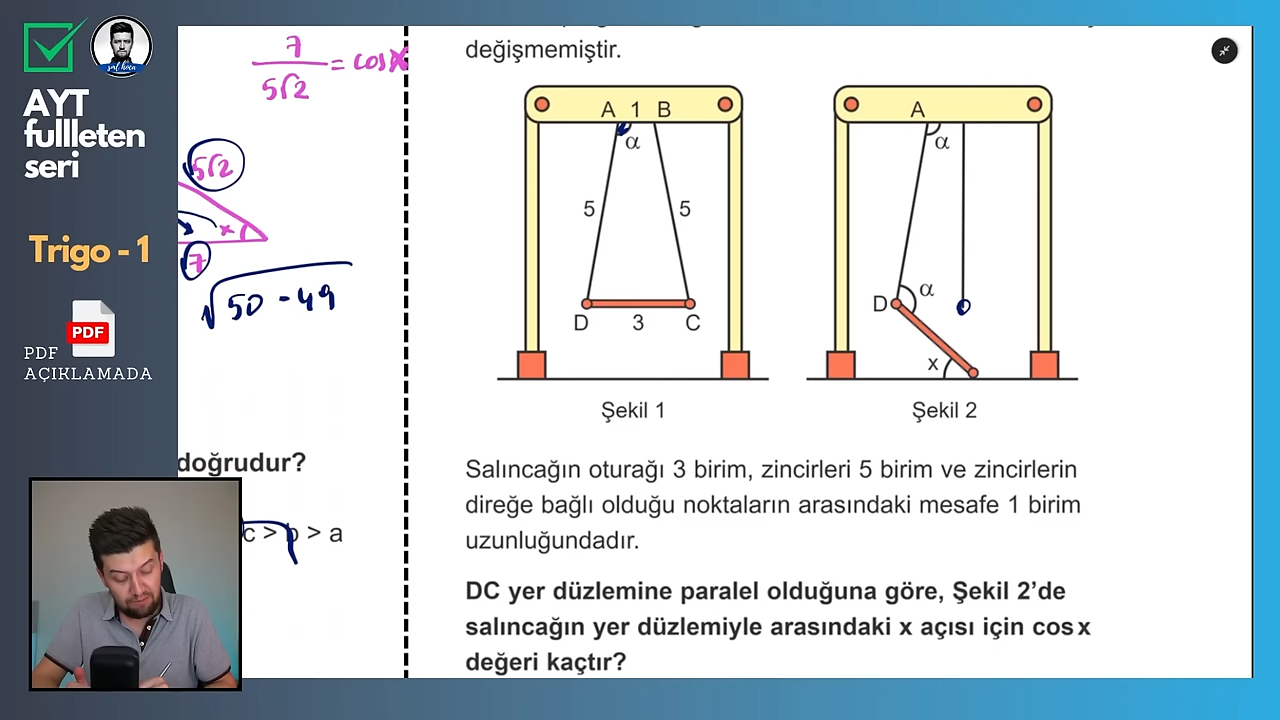 AYT
fullleten
seri
Trigo - 1
PDF
PDF
AÇIKLAMADA
7
5√2
= cosx
5√2
x
7
√50 - 49
doğrudur?
c > b > a
değişmemiştir.
A 1 B
α
5
5
D 3 C
Şekil 1
A
α
D
α
x
Şekil 2
Salıncağın oturağı 3 birim, zincirleri 5 birim ve zincirlerin
direğe bağlı olduğu noktaların arasındaki mesafe 1 birim
uzunluğundadır.
DC yer düzlemine paralel olduğuna göre, Şekil 2’de
salıncağın yer düzlemiyle arasındaki x açısı için cos x
değeri kaçtır?